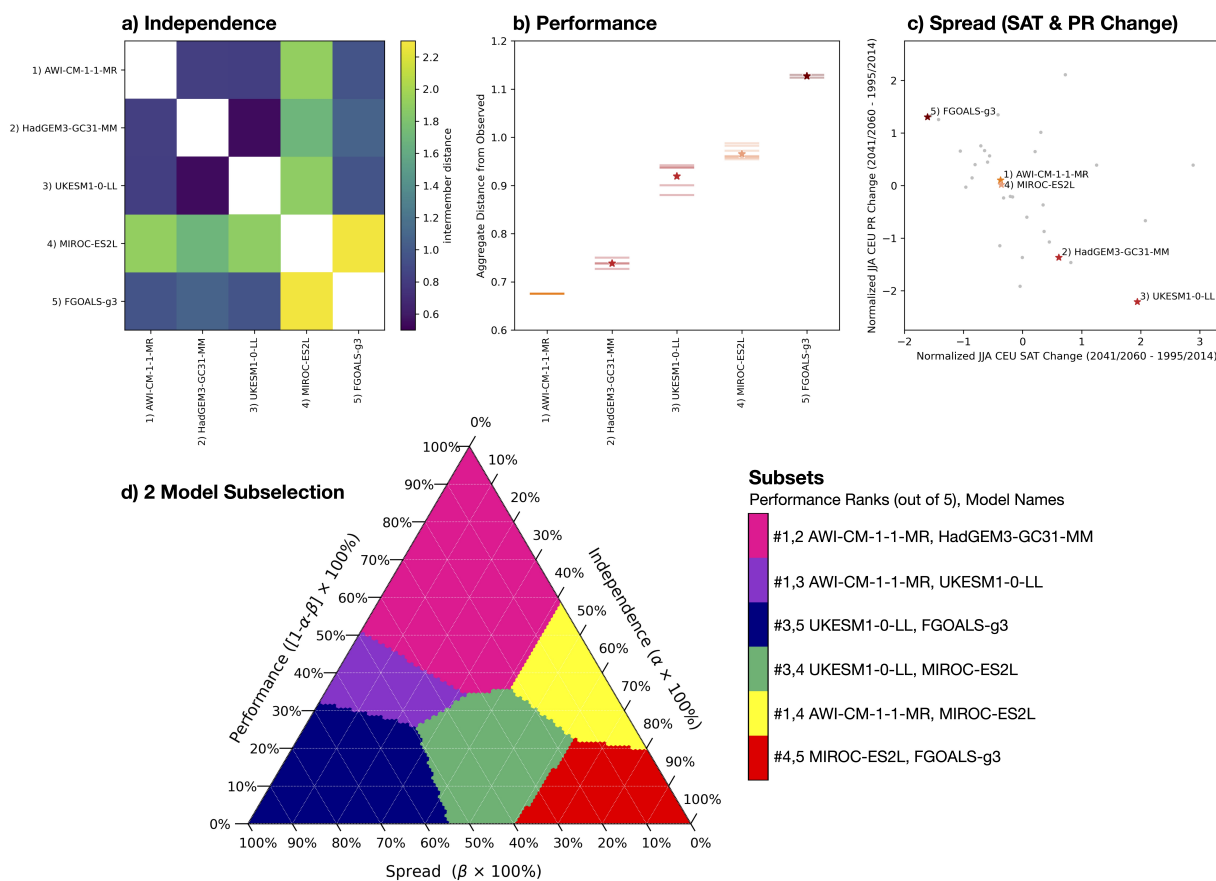 a) Independence
1) AWI-CM-1-1-MR
2) HadGEM3-GC31-MM
3) UKESM1-0-LL
4) MIROC-ES2L
5) FGOALS-g3
1) AWI-CM-1-1-MR
2) HadGEM3-GC31-MM
3) UKESM1-0-LL
4) MIROC-ES2L
5) FGOALS-g3
2.2
2.0
1.8
1.6
1.4
1.2
1.0
0.8
0.6
intermember distance
b) Performance
Aggregate Distance from Observed
1.2
1.1
1.0
0.9
0.8
0.7
0.6
1) AWI-CM-1-1-MR
2) HadGEM3-GC31-MM
3) UKESM1-0-LL
4) MIROC-ES2L
5) FGOALS-g3
c) Spread (SAT & PR Change)
Normalized JJA CEU PR Change (2041/2060 - 1995/2014)
2
1
0
−1
−2
5) FGOALS-g3
1) AWI-CM-1-1-MR
4) MIROC-ES2L
2) HadGEM3-GC31-MM
3) UKESM1-0-LL
−2
−1
0
1
2
3
Normalized JJA CEU SAT Change (2041/2060 - 1995/2014)
d) 2 Model Subselection
Performance ([1-α-β] × 100%)
100%
90%
80%
70%
60%
50%
40%
30%
20%
10%
0%
Independence (α × 100%)
0%
10%
20%
30%
40%
50%
60%
70%
80%
90%
100%
100%
90%
80%
70%
60%
50%
40%
30%
20%
10%
0%
Spread (β × 100%)
Subsets
Performance Ranks (out of 5), Model Names
#1,2 AWI-CM-1-1-MR, HadGEM3-GC31-MM
#1,3 AWI-CM-1-1-MR, UKESM1-0-LL
#3,5 UKESM1-0-LL, FGOALS-g3
#3,4 UKESM1-0-LL, MIROC-ES2L
#1,4 AWI-CM-1-1-MR, MIROC-ES2L
#4,5 MIROC-ES2L, FGOALS-g3